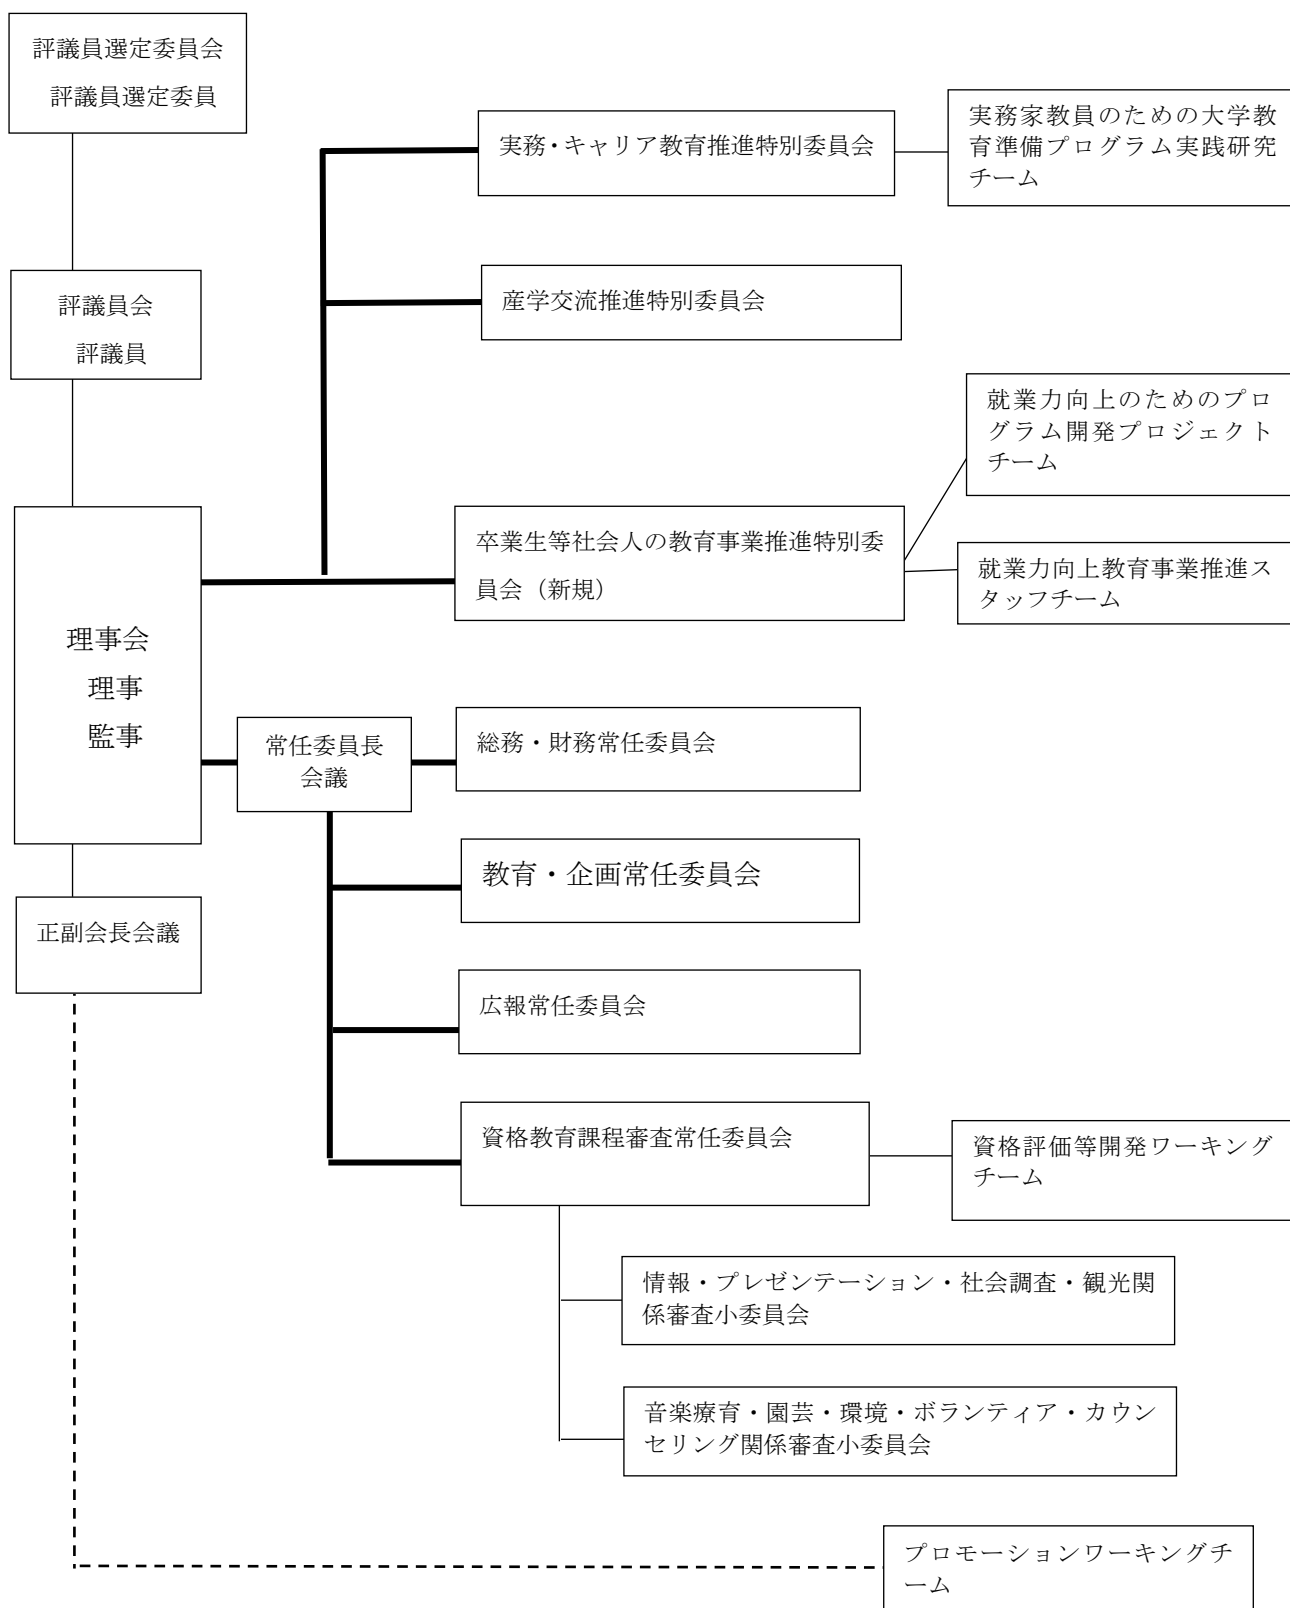 評議員選定委員会
評議員選定委員
実務・キャリア教育推進特別委員会
実務家教員のための大学教
育準備プログラム実践研究
チーム
評議員会
評議員
産学交流推進特別委員会
就業力向上のためのプロ
グラム開発プロジェクト
チーム
卒業生等社会人の教育事業推進特別委
員会（新規）
就業力向上教育事業推進ス
タッフチーム
理事会
理事
監事
常任委員長
会議
総務・財務常任委員会
教育・企画常任委員会
正副会長会議
広報常任委員会
資格教育課程審査常任委員会
資格評価等開発ワーキング
チーム
情報・プレゼンテーション・社会調査・観光関
係審査小委員会
音楽療育・園芸・環境・ボランティア・カウン
セリング関係審査小委員会
プロモーションワーキングチ
ーム